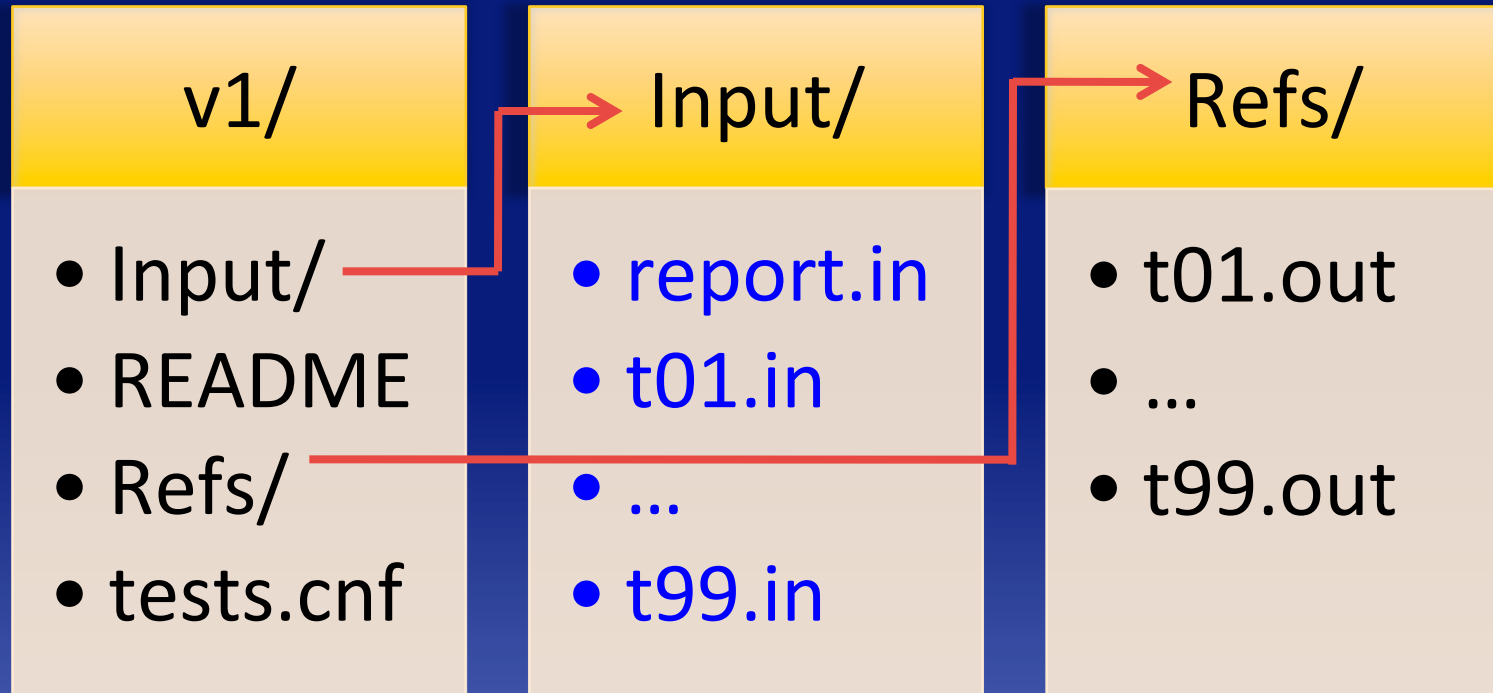 v1/
• Input/
• README
• Refs/
• tests.cnf
Input/
• report.in
• t01.in
• …
• t99.in
Refs/
• t01.out
• …
• t99.out